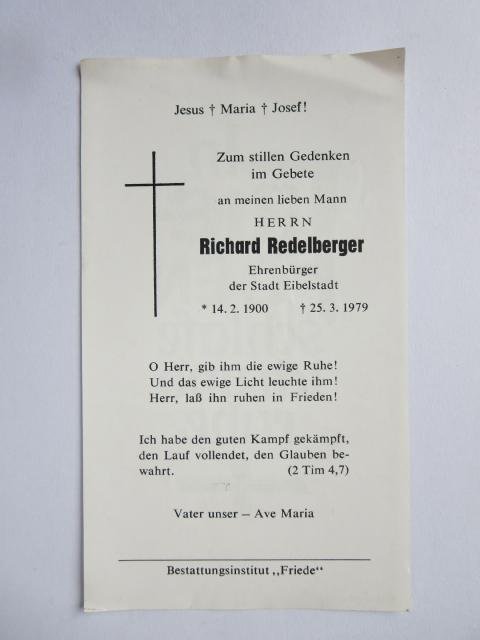 Jesus † Maria † Josef!
Zum stillen Gedenken
im Gebete
an meinen lieben Mann
HERRN
Richard Redelberger
Ehrenbürger
der Stadt Eibelstadt
* 14. 2. 1900 † 25. 3. 1979
O Herr, gib ihm die ewige Ruhe!
Und das ewige Licht leuchte ihm!
Herr, laß ihn ruhen in Frieden!
Ich habe den guten Kampf gekämpft,
den Lauf vollendet, den Glauben be-
wahrt. (2 Tim 4,7)
Vater unser – Ave Maria
Bestattungsinstitut „Friede“